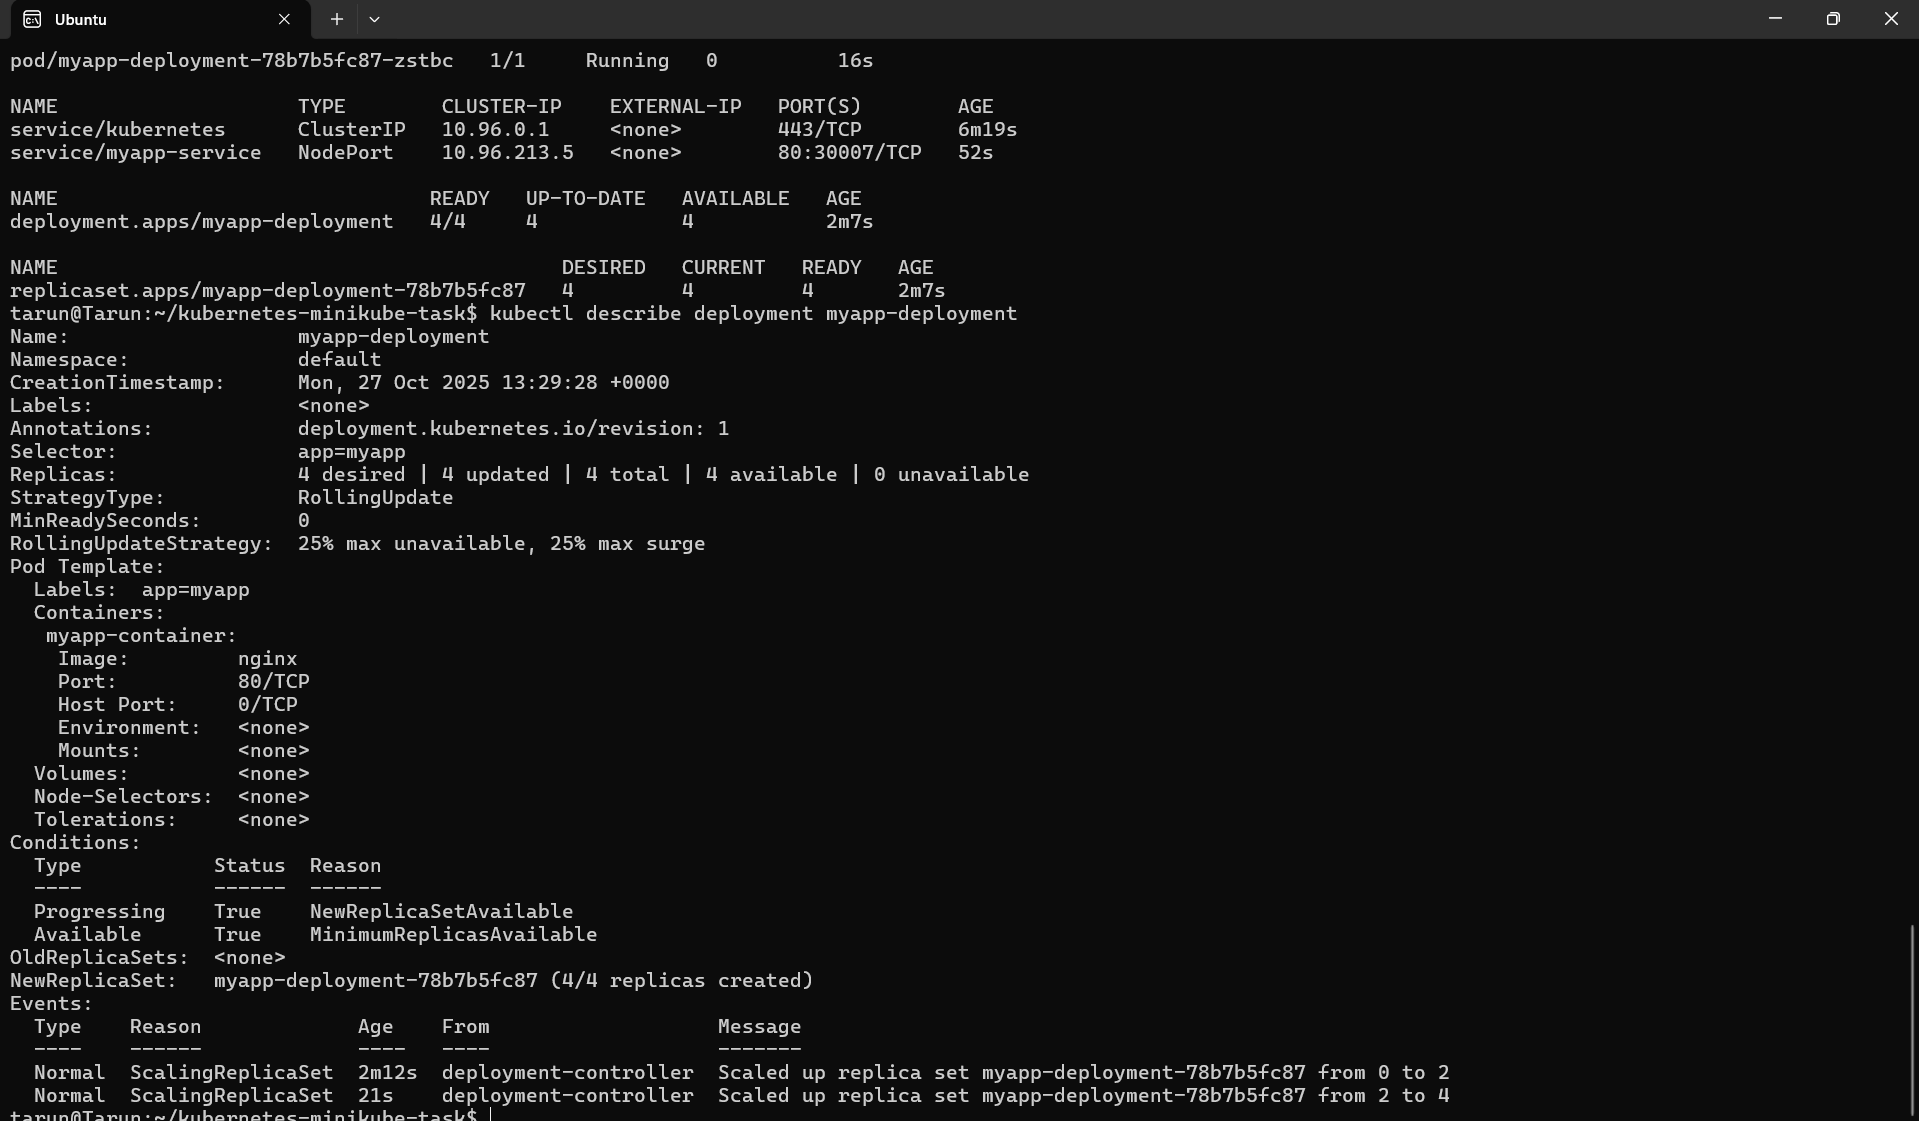 Ubuntu
pod/myapp-deployment-78b7b5fc87-zstbc   1/1     Running   0          16s
NAME                    TYPE        CLUSTER-IP    EXTERNAL-IP   PORT(S)        AGE
service/kubernetes      ClusterIP   10.96.0.1     <none>        443/TCP        6m19s
service/myapp-service   NodePort    10.96.213.5   <none>        80:30007/TCP   52s
NAME                               READY   UP-TO-DATE   AVAILABLE   AGE
deployment.apps/myapp-deployment   4/4     4            4           2m7s
NAME                                          DESIRED   CURRENT   READY   AGE
replicaset.apps/myapp-deployment-78b7b5fc87   4         4         4       2m7s
tarun@Tarun:~/kubernetes-minikube-task$ kubectl describe deployment myapp-deployment
Name:                   myapp-deployment
Namespace:              default
CreationTimestamp:      Mon, 27 Oct 2025 13:29:28 +0000
Labels:                 <none>
Annotations:            deployment.kubernetes.io/revision: 1
Selector:               app=myapp
Replicas:               4 desired | 4 updated | 4 total | 4 available | 0 unavailable
StrategyType:           RollingUpdate
MinReadySeconds:        0
RollingUpdateStrategy:  25% max unavailable, 25% max surge
Pod Template:
  Labels:  app=myapp
  Containers:
   myapp-container:
    Image:         nginx
    Port:          80/TCP
    Host Port:     0/TCP
    Environment:   <none>
    Mounts:        <none>
  Volumes:         <none>
  Node-Selectors:  <none>
  Tolerations:     <none>
Conditions:
  Type           Status  Reason
  ----           ------  ------
  Progressing    True    NewReplicaSetAvailable
  Available      True    MinimumReplicasAvailable
OldReplicaSets:  <none>
NewReplicaSet:   myapp-deployment-78b7b5fc87 (4/4 replicas created)
Events:
  Type    Reason             Age    From                   Message
  ----    ------             ----   ----                   -------
  Normal  ScalingReplicaSet  2m12s  deployment-controller  Scaled up replica set myapp-deployment-78b7b5fc87 from 0 to 2
  Normal  ScalingReplicaSet  21s    deployment-controller  Scaled up replica set myapp-deployment-78b7b5fc87 from 2 to 4
tarun@Tarun:~/kubernetes-minikube-task$